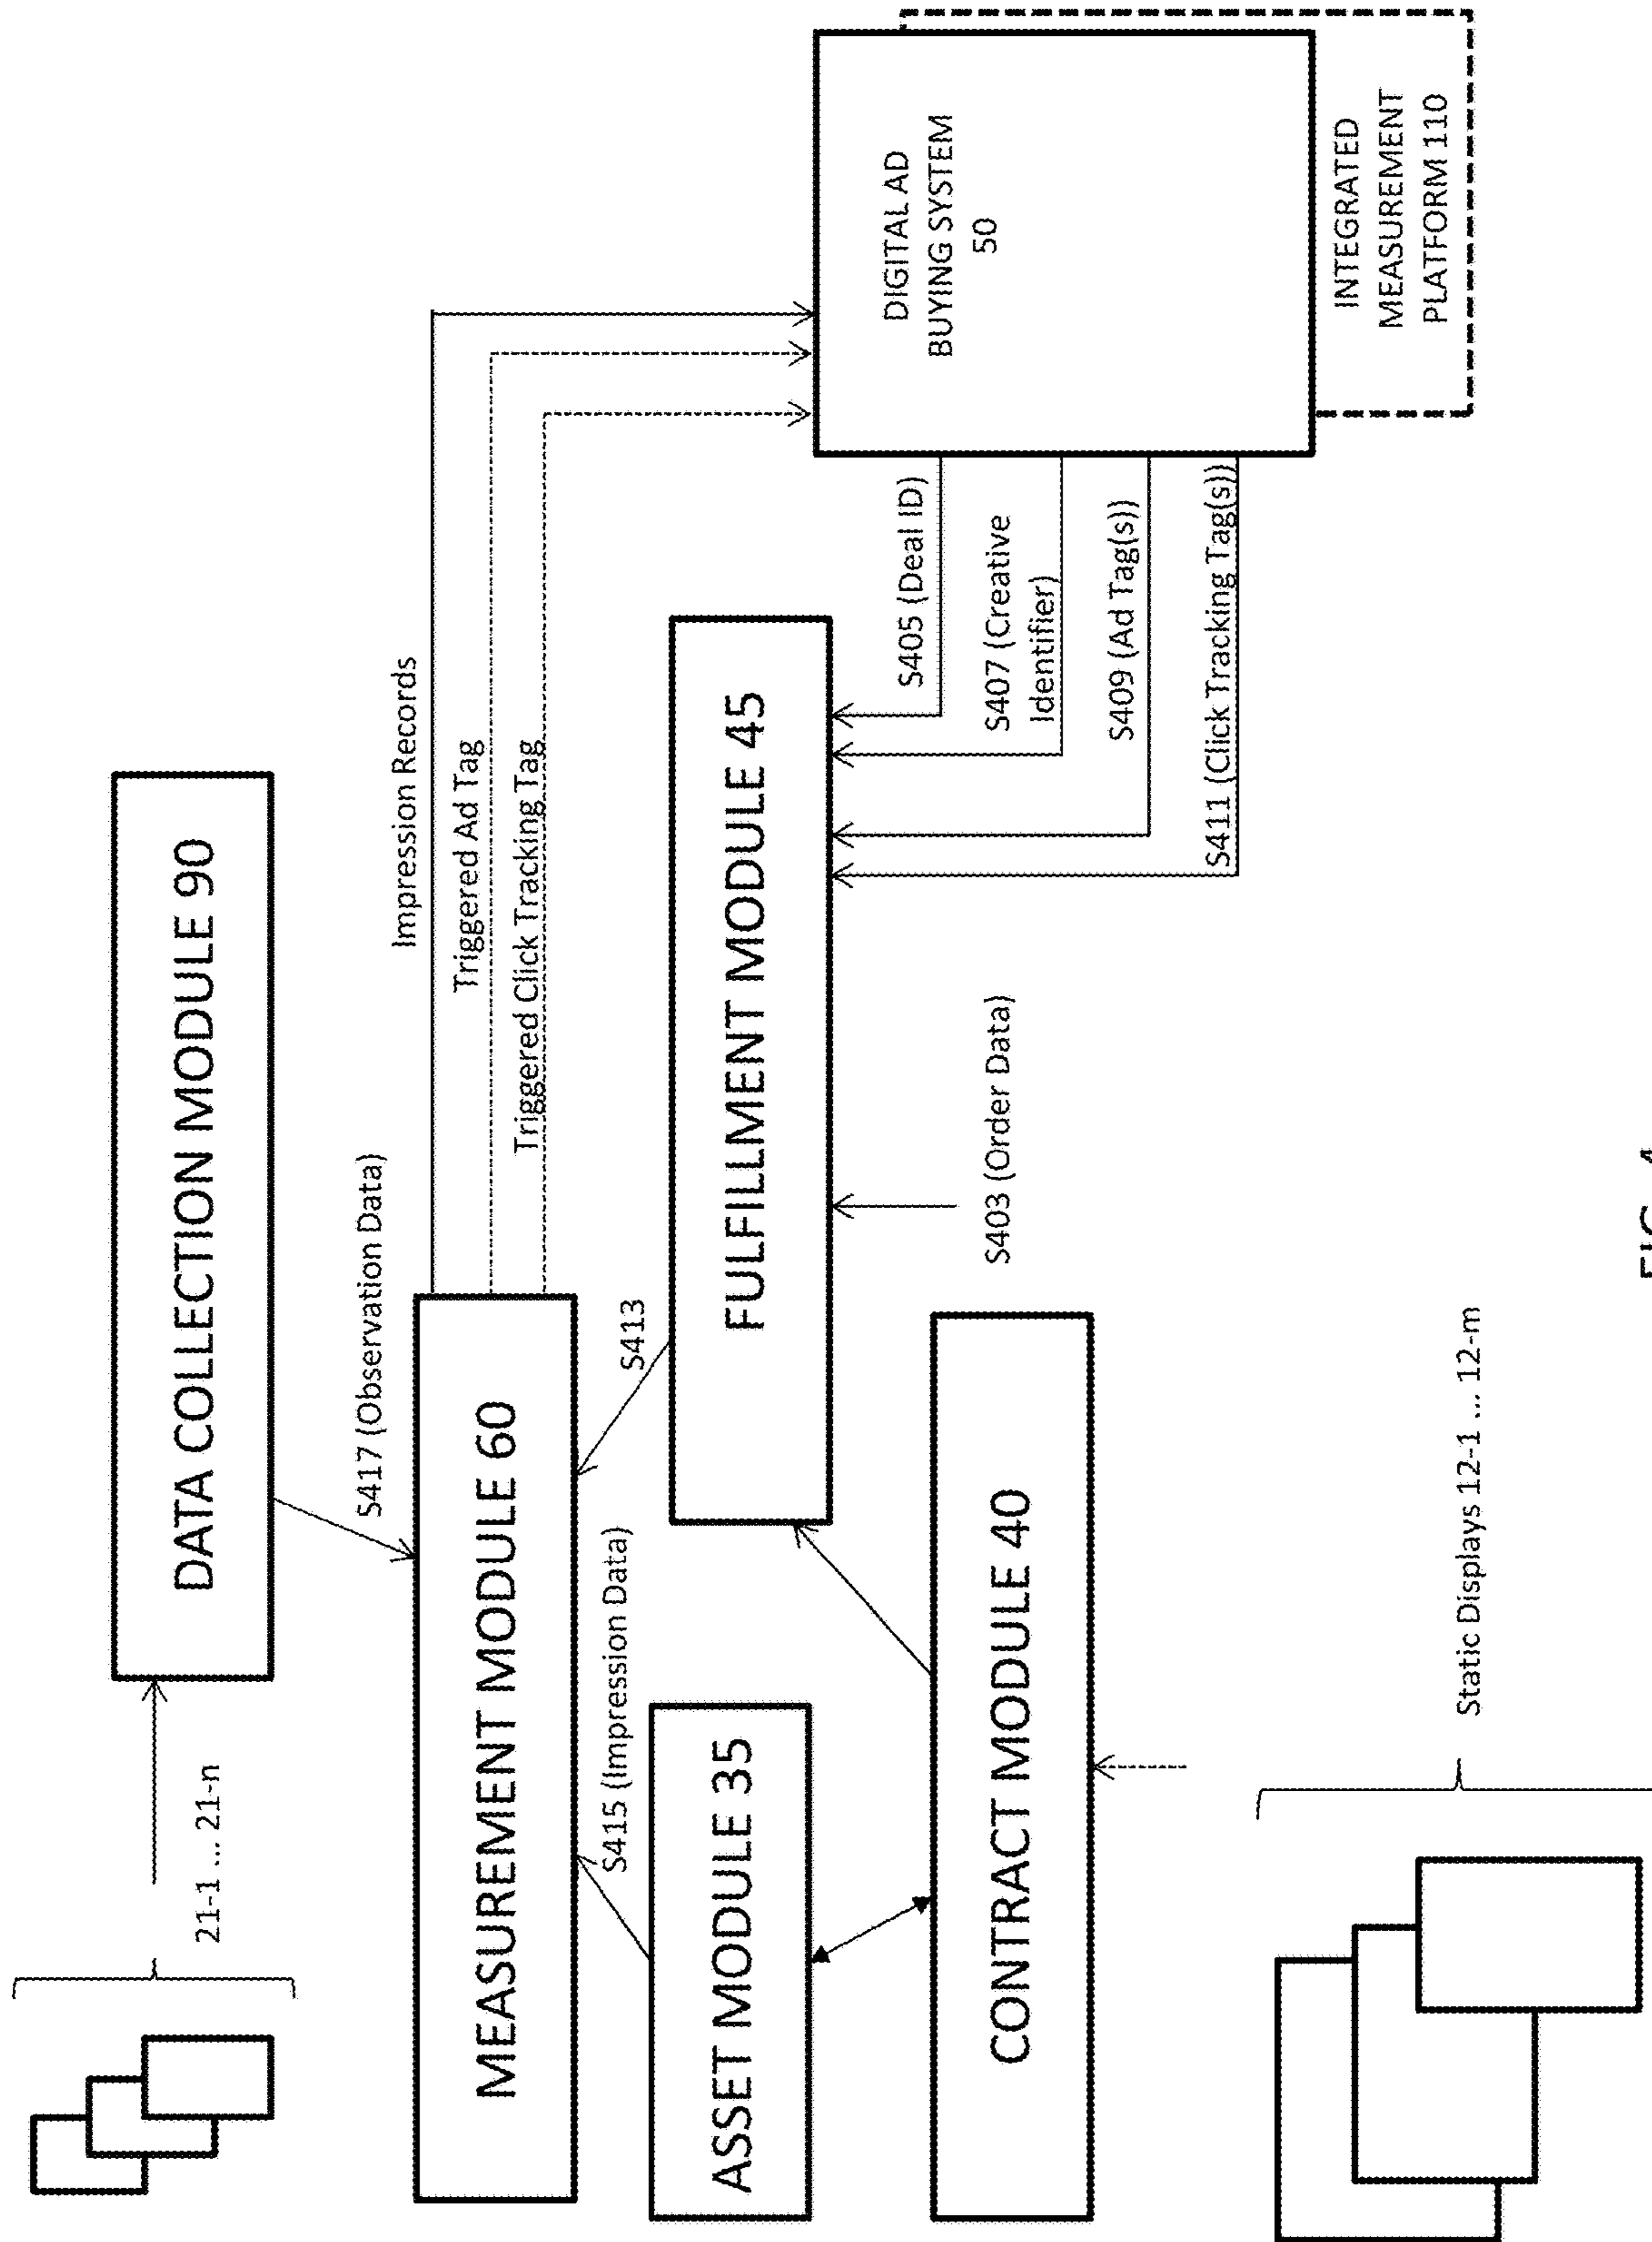 21-1 ... 21-n
DATA COLLECTION MODULE 90
S417 (Observation Data)
Impression Records
Triggered Ad Tag
Triggered Click Tracking Tag
MEASUREMENT MODULE 60
S415 (Impression Data)
S413
ASSET MODULE 35
FULFILLMENT MODULE 45
DIGITAL AD
BUYING SYSTEM
50
S405 (Deal ID)
S407 (Creative
Identifier)
S409 (Ad Tag(s))
S411 (Click Tracking Tag(s))
INTEGRATED
MEASUREMENT
PLATFORM 110
S403 (Order Data)
CONTRACT MODULE 40
Static Displays 12-1 ... 12-m
FIG. 4